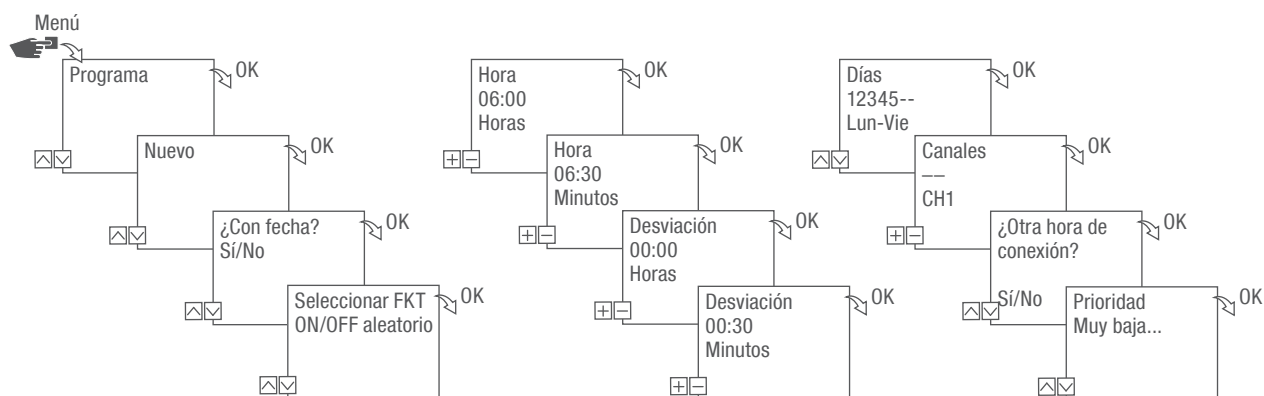 Menú
Programa
OK
Nuevo
OK
¿Con fecha?
Sí/No
OK
Seleccionar FKT
ON/OFF aleatorio
OK
Hora
06:00
Horas
OK
Hora
06:30
Minutos
OK
Desviación
00:00
Horas
OK
Desviación
00:30
Minutos
OK
Días
12345--
Lun-Vie
OK
Canales
––
CH1
OK
¿Otra hora de
conexión?
Sí/No
OK
Prioridad
Muy baja...
OK